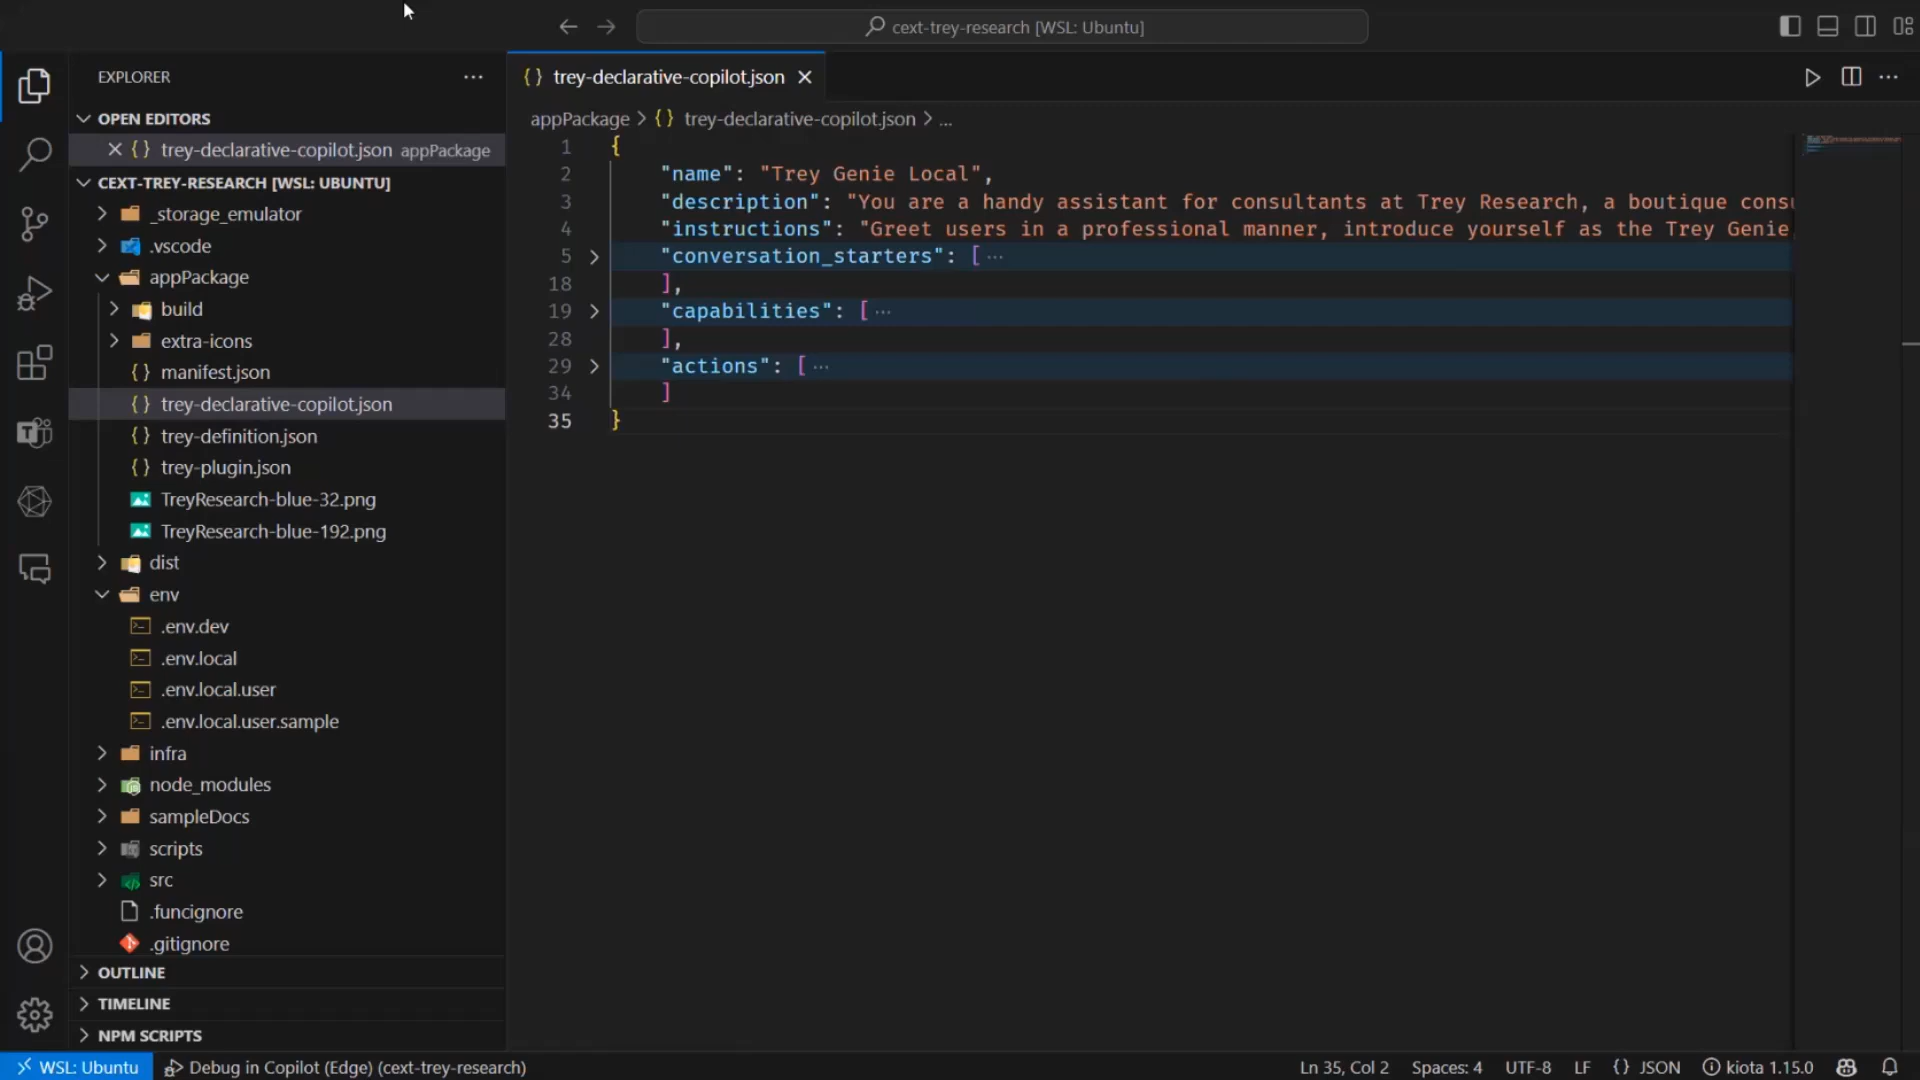 cext-trey-research [WSL: Ubuntu]
EXPLORER
OPEN EDITORS
{} trey-declarative-copilot.json appPackage
CEXT-TREY-RESEARCH [WSL: UBUNTU]
_storage_emulator
.vscode
appPackage
build
extra-icons
{} manifest.json
{} trey-declarative-copilot.json
{} trey-definition.json
{} trey-plugin.json
TreyResearch-blue-32.png
TreyResearch-blue-192.png
dist
env
.env.dev
.env.local
.env.local.user
.env.local.user.sample
infra
node_modules
sampleDocs
scripts
src
.funcignore
.gitignore
OUTLINE
TIMELINE
NPM SCRIPTS
{} trey-declarative-copilot.json
appPackage > {} trey-declarative-copilot.json > ...
1 {
2 "name": "Trey Genie Local",
3 "description": "You are a handy assistant for consultants at Trey Research, a boutique consu
4 "instructions": "Greet users in a professional manner, introduce yourself as the Trey Genie,
5 "conversation_starters": [ ...
18 ],
19 "capabilities": [ ...
28 ],
29 "actions": [ ...
34 ]
35 }
WSL: Ubuntu Debug in Copilot (Edge) (cext-trey-research) Ln 35, Col 2 Spaces: 4 UTF-8 LF {} JSON kiota 1.15.0